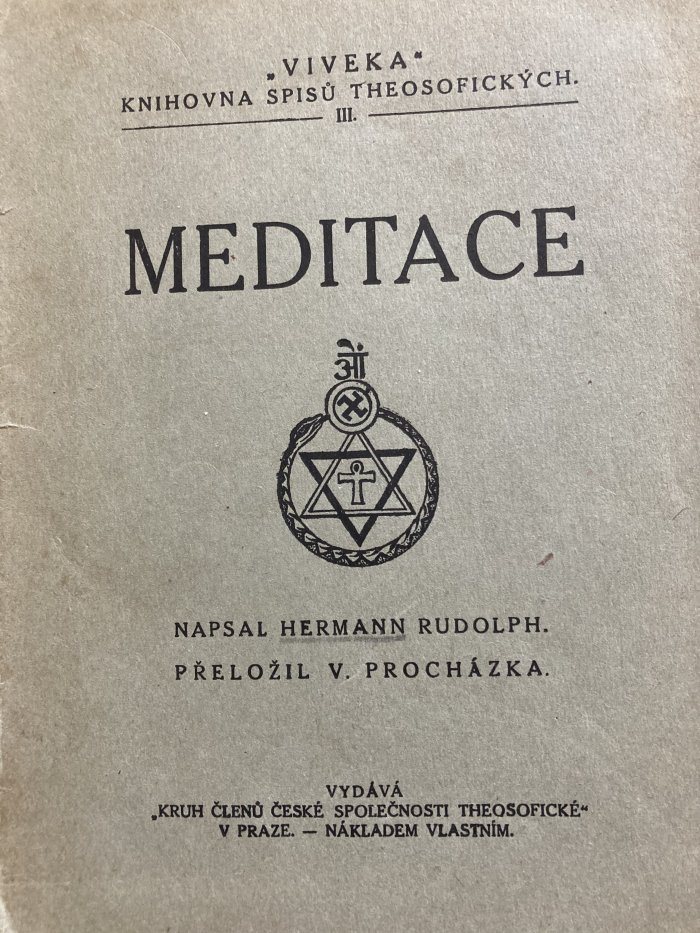 „VIVEKA“
KNIHOVNA SPISŮ THEOSOFICKÝCH.
III.
MEDITACE
ओं
NAPSAL HERMANN RUDOLPH.
PŘELOŽIL V. PROCHÁZKA.
VYDÁVÁ
„KRUH ČLENŮ ČESKÉ SPOLEČNOSTI THEOSOFICKÉ“
V PRAZE. — NÁKLADEM VLASTNÍM.